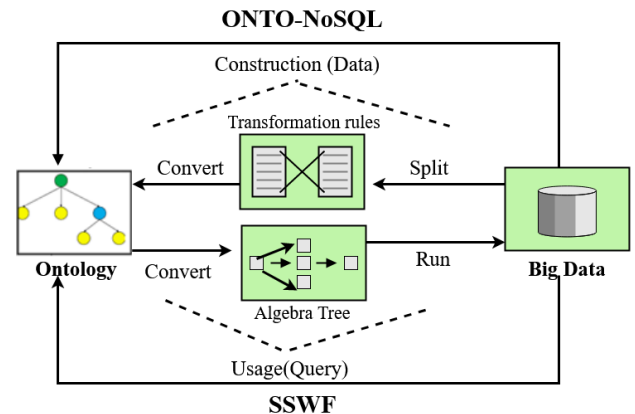 ONTO-NoSQL
Construction (Data)
Transformation rules
Convert
Split
Ontology
Convert
Run
Big Data
Algebra Tree
Usage(Query)
SSWF